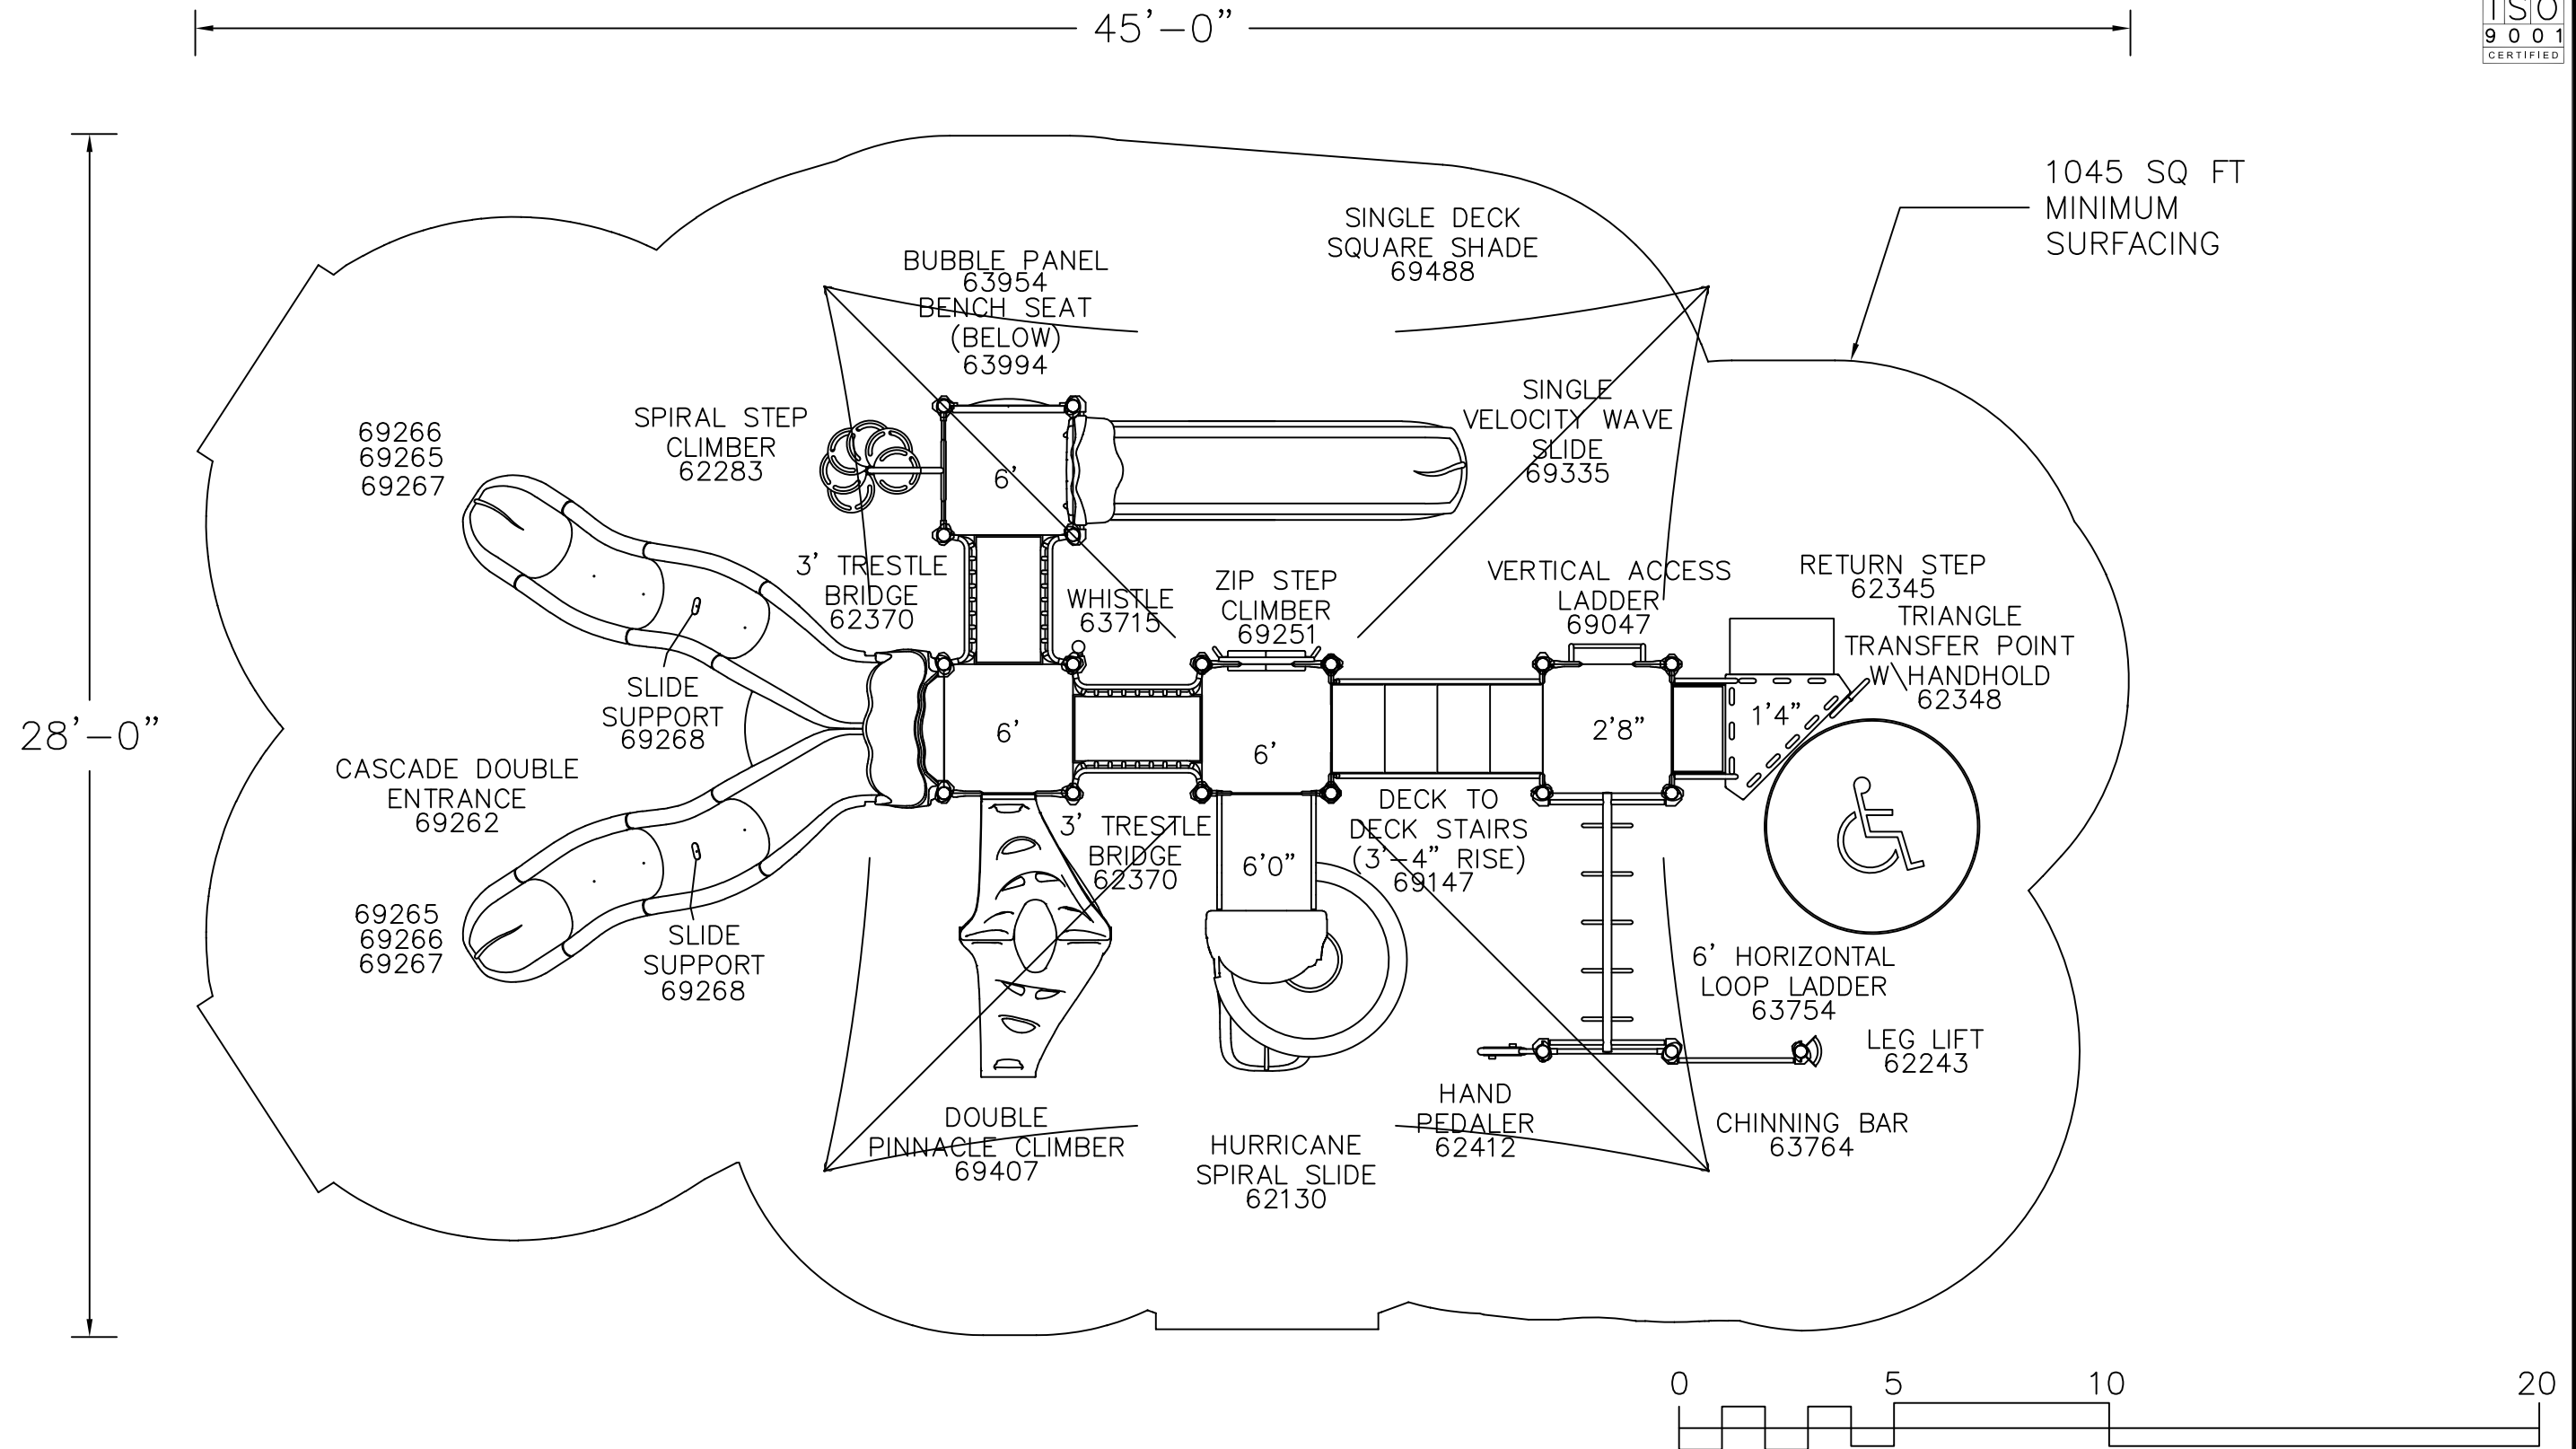 45'-0"
ISO
9001
CERTIFIED
1045 SQ FT
MINIMUM
SURFACING
SINGLE DECK
SQUARE SHADE
69488
BUBBLE PANEL
63954
BENCH SEAT
(BELOW)
63994
SINGLE
VELOCITY WAVE
SLIDE
69335
SPIRAL STEP
CLIMBER
62283
69266
69265
69267
6'
3' TRESTLE
BRIDGE
62370
WHISTLE
63715
ZIP STEP
CLIMBER
69251
VERTICAL ACCESS
LADDER
69047
RETURN STEP
62345
TRIANGLE
TRANSFER POINT
W\HANDHOLD
62348
SLIDE
SUPPORT
69268
28'-0"
6'
6'
2'8"
1'4"
CASCADE DOUBLE
ENTRANCE
69262
3' TRESTLE
BRIDGE
62370
6'0"
DECK TO
DECK STAIRS
(3'-4" RISE)
69147
69265
69266
69267
SLIDE
SUPPORT
69268
6' HORIZONTAL
LOOP LADDER
63754
LEG LIFT
62243
DOUBLE
PINNACLE CLIMBER
69407
HURRICANE
SPIRAL SLIDE
62130
HAND
PEDALER
62412
CHINNING BAR
63764
0 5 10 20